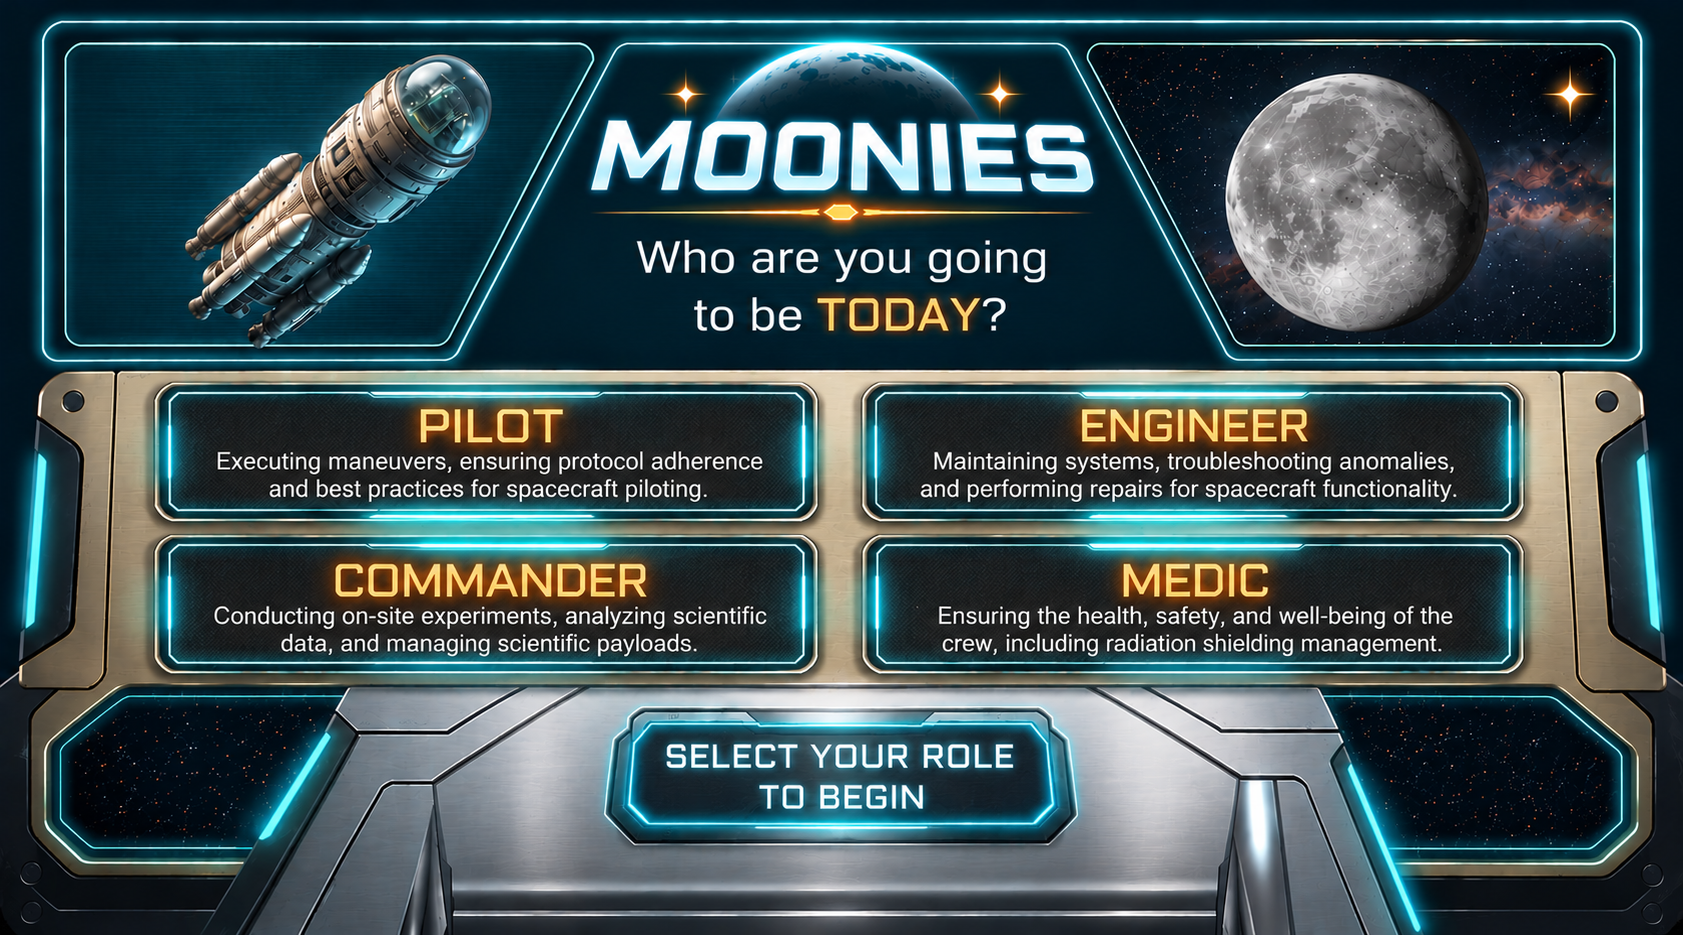 MOONIES
Who are you going
to be TODAY?
PILOT
Executing maneuvers, ensuring protocol adherence
and best practices for spacecraft piloting.
ENGINEER
Maintaining systems, troubleshooting anomalies,
and performing repairs for spacecraft functionality.
COMMANDER
Conducting on-site experiments, analyzing scientific
data, and managing scientific payloads.
MEDIC
Ensuring the health, safety, and well-being of the
crew, including radiation shielding management.
SELECT YOUR ROLE
TO BEGIN